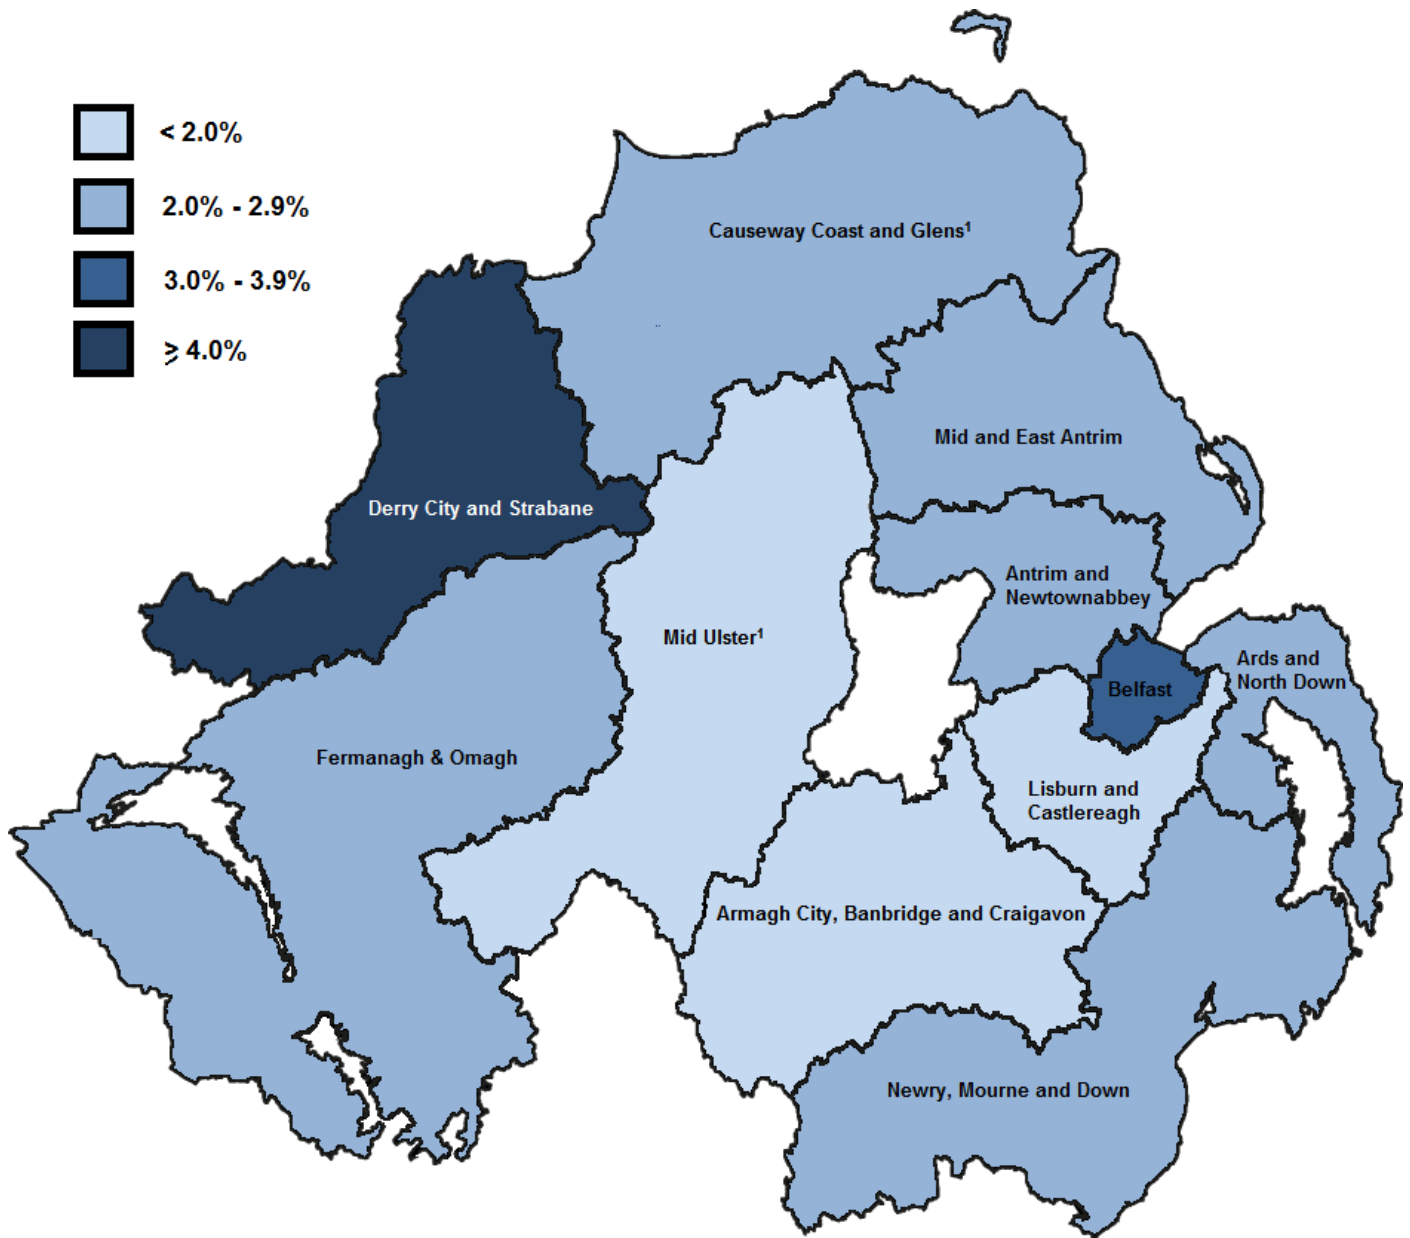 < 2.0%
2.0% - 2.9%
3.0% - 3.9%
≥ 4.0%
Causeway Coast and Glens¹
Mid and East Antrim
Derry City and Strabane
Antrim and
Newtownabbey
Mid Ulster¹
Ards and
North Down
Belfast
Fermanagh & Omagh
Lisburn and
Castlereagh
Armagh City, Banbridge and Craigavon
Newry, Mourne and Down